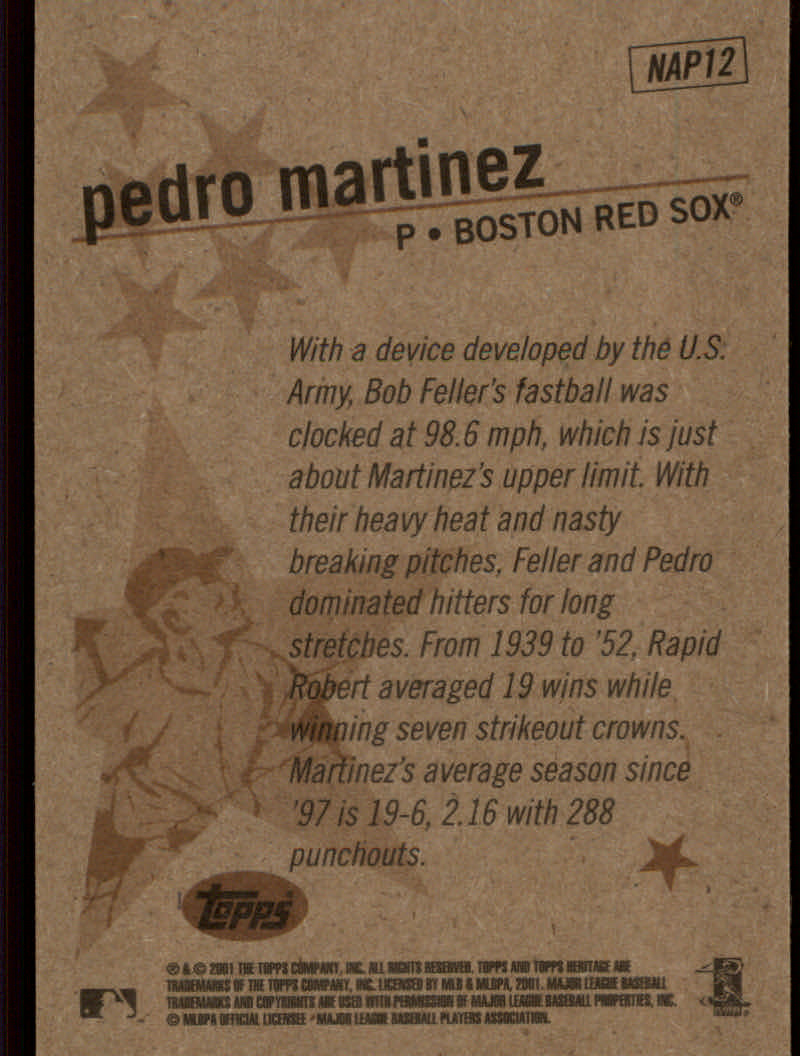 NAP12
pedro martinez
P • BOSTON RED SOX®
With a device developed by the U.S.
Army, Bob Feller's fastball was
clocked at 98.6 mph, which is just
about Martinez's upper limit. With
their heavy heat and nasty
breaking pitches, Feller and Pedro
dominated hitters for long
stretches. From 1939 to '52, Rapid
Robert averaged 19 wins while
winning seven strikeout crowns.
Martinez's average season since
'97 is 19-6, 2.16 with 288
punchouts.
Topps
® & © 2001 THE TOPPS COMPANY, INC. ALL RIGHTS RESERVED. TOPPS AND TOPPS HERITAGE ARE
TRADEMARKS OF THE TOPPS COMPANY, INC. LICENSED BY MLB & MLBPA, 2001. MAJOR LEAGUE BASEBALL
TRADEMARKS AND COPYRIGHTS ARE USED WITH PERMISSION OF MAJOR LEAGUE BASEBALL PROPERTIES, INC.
© MLBPA OFFICIAL LICENSEE - MAJOR LEAGUE BASEBALL PLAYERS ASSOCIATION.